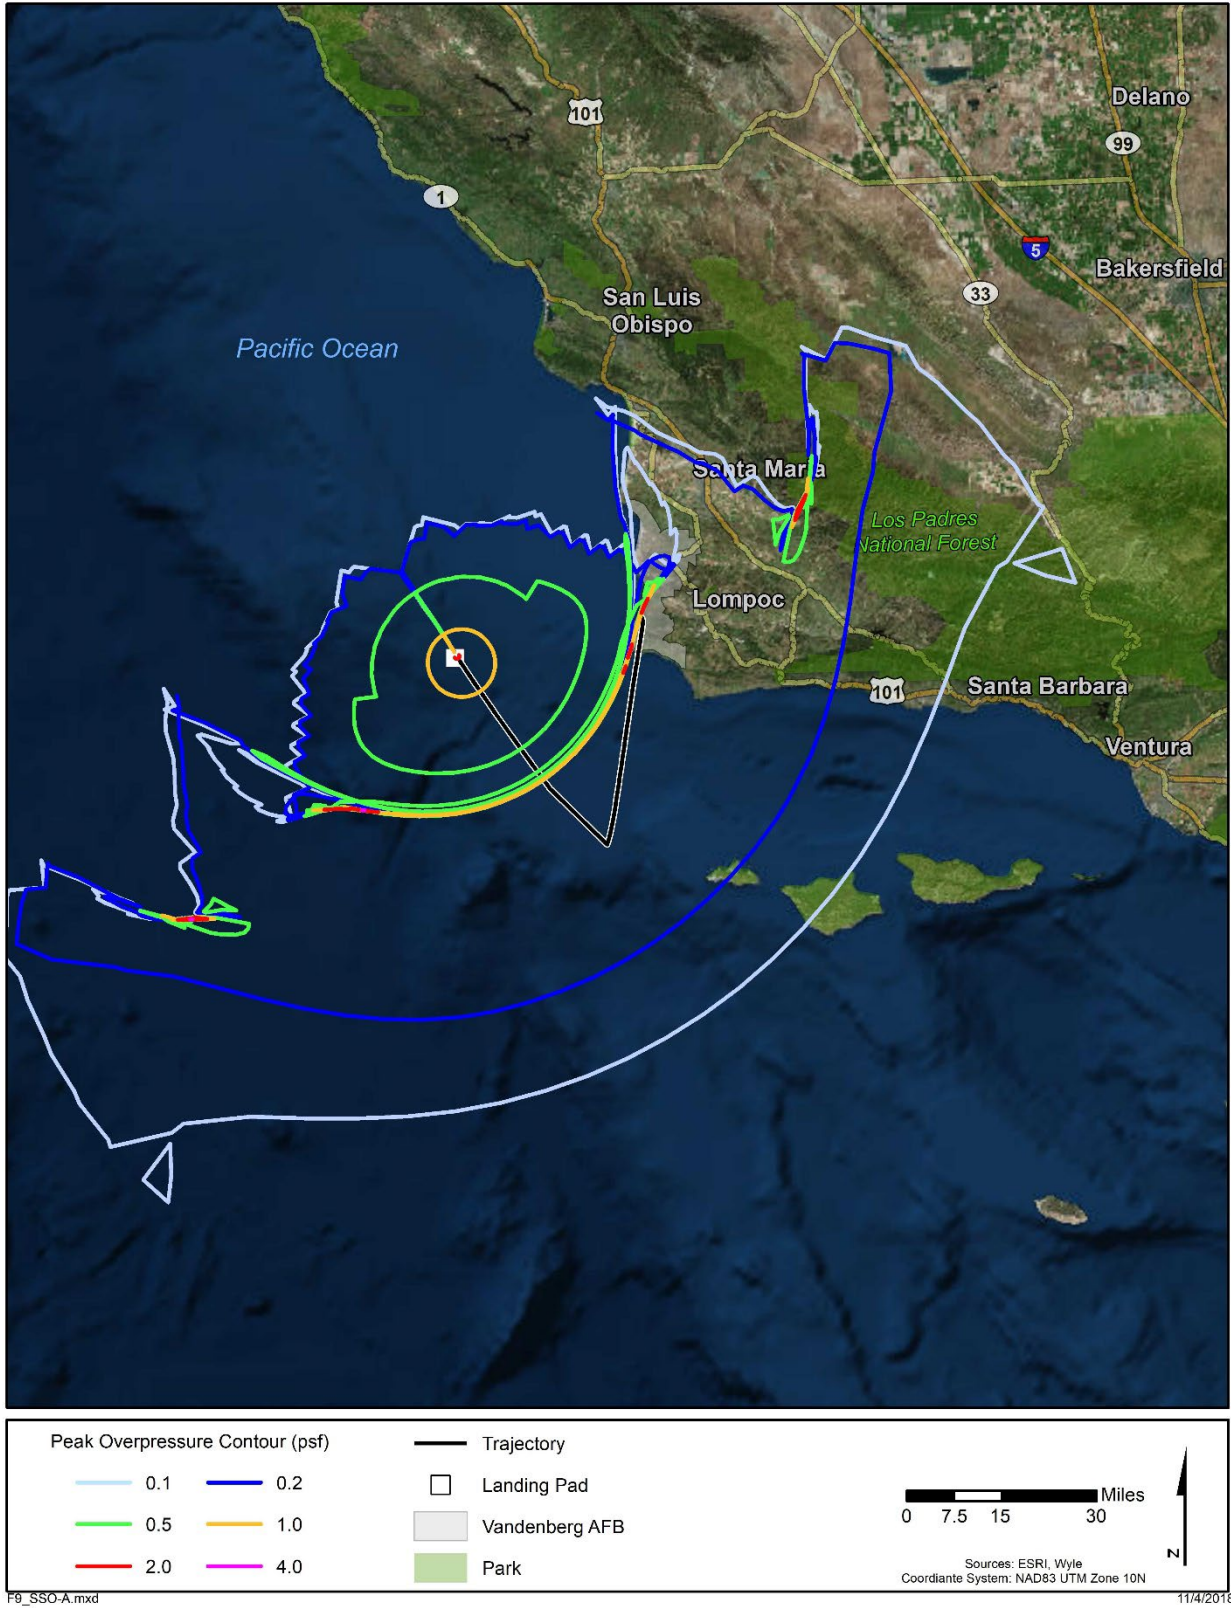 Delano
101
99
1
5
Bakersfield
33
San Luis
Obispo
Pacific Ocean
Santa Maria
Los Padres
National Forest
Lompoc
101
Santa Barbara
Ventura
Peak Overpressure Contour (psf)
0.1
0.2
0.5
1.0
2.0
4.0
Trajectory
Landing Pad
Vandenberg AFB
Park
Miles
0 7.5 15 30
N
Sources: ESRI, Wyle
Coordiante System: NAD83 UTM Zone 10N
F9_SSO-A.mxd